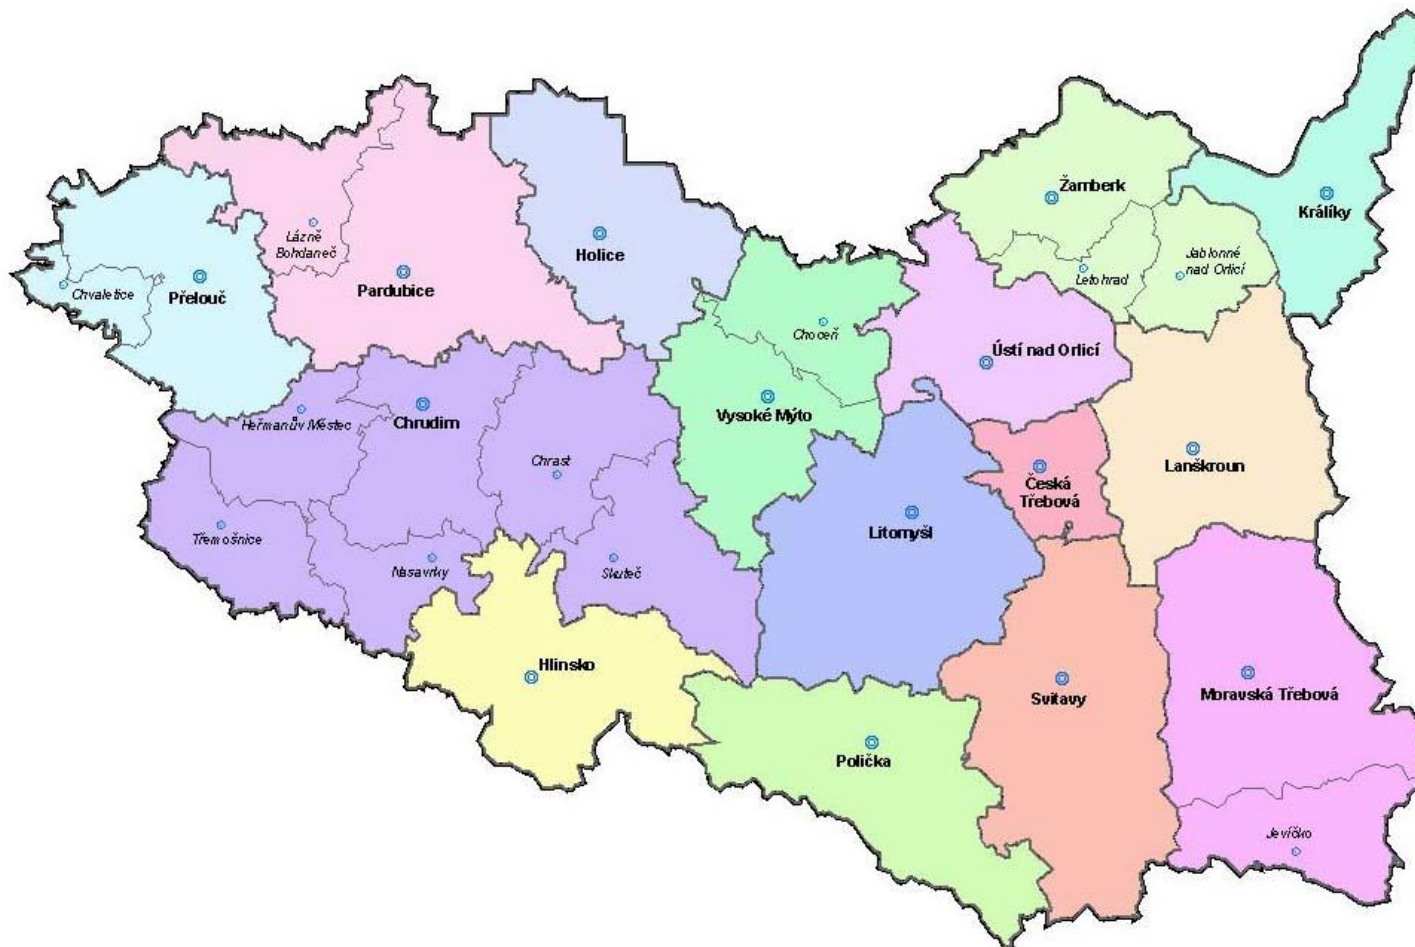 Žamberk
Králíky
Lázně
Bohdaneč
Holice
Letohrad
Jablonné
nad Orlicí
Chvaletice
Přelouč
Pardubice
Choceň
Ústí nad Orlicí
Heřmanův Městec
Chrudim
Vysoké Mýto
Chrast
Česká
Třebová
Lanškroun
Třemošnice
Nasavrky
Skuteč
Litomyšl
Hlinsko
Svitavy
Moravská Třebová
Polička
Jevíčko